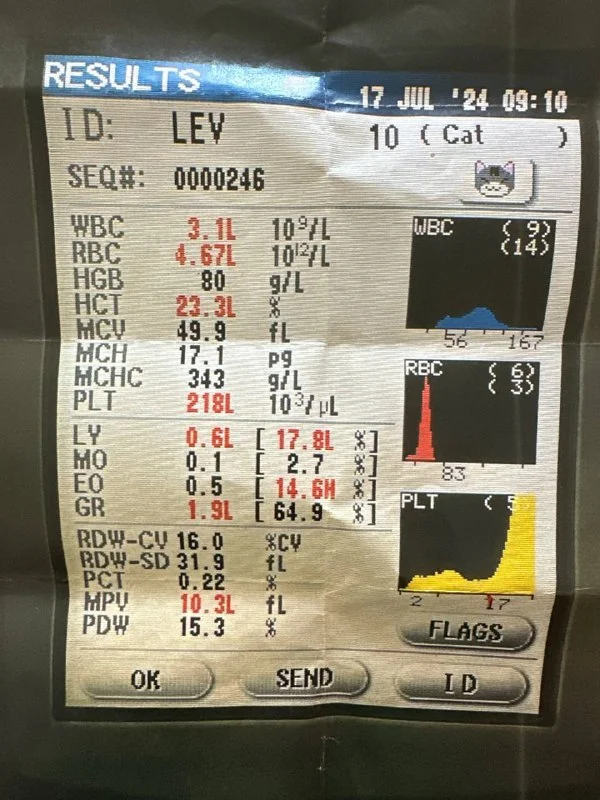 RESULTS
17 JUL '24 09:10
ID: LEV 10 ( Cat )
SEQ#: 0000246
WBC 3.1L 10⁹/L
RBC 4.67L 10¹²/L
HGB 80 g/L
HCT 23.3L %
MCV 49.9 fL
MCH 17.1 pg
MCHC 343 g/L
PLT 218L 10³/µL
LY 0.6L [ 17.8L %]
MO 0.1 [ 2.7 %]
EO 0.5 [ 14.6H %]
GR 1.9L [ 64.9 %]
RDW-CV 16.0 %CV
RDW-SD 31.9 fL
PCT 0.22 %
MPV 10.3L fL
PDW 15.3 %
WBC ( 9)
(14)
56 167
RBC ( 6)
( 3)
83
PLT ( 5
2 17
FLAGS
OK SEND ID